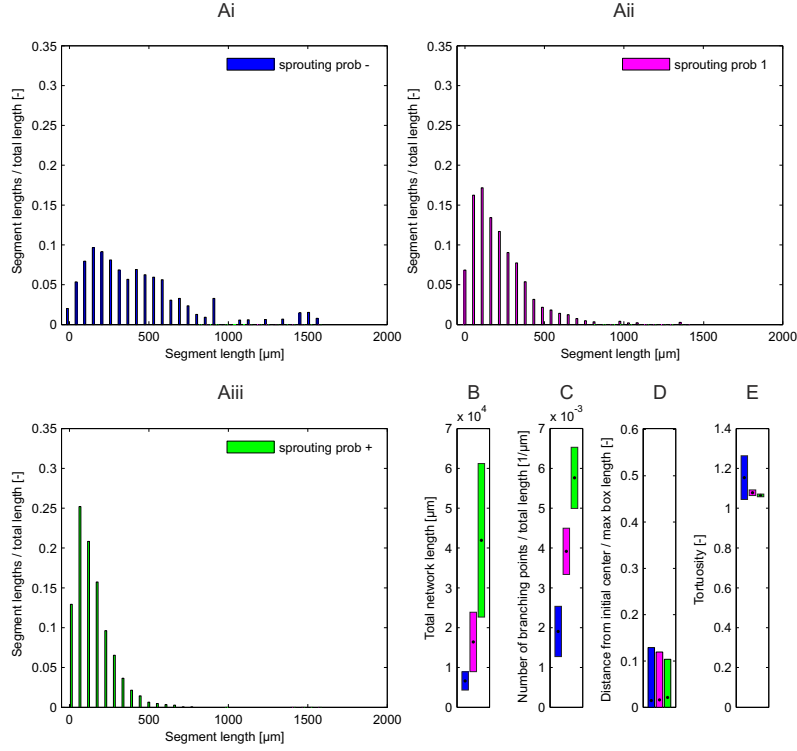 Ai
0.35
0.3
0.25
0.2
0.15
0.1
0.05
0
Segment lengths / total length [-]
sprouting prob -
0 500 1000 1500 2000
Segment length [µm]
Aii
0.35
0.3
0.25
0.2
0.15
0.1
0.05
0
Segment lengths / total length [-]
sprouting prob 1
0 500 1000 1500 2000
Segment length [µm]
Aiii
0.35
0.3
0.25
0.2
0.15
0.1
0.05
0
Segment lengths / total length [-]
sprouting prob +
0 500 1000 1500 2000
Segment length [µm]
B
x 10^4
7
6
5
4
3
2
1
0
Total network length [µm]
C
x 10^-3
7
6
5
4
3
2
1
0
Number of branching points / total length [1/µm]
D
0.6
0.5
0.4
0.3
0.2
0.1
0
Distance from initial center / max box length [-]
E
1.4
1.2
1
0.8
0.6
0.4
0.2
0
Tortuosity [-]